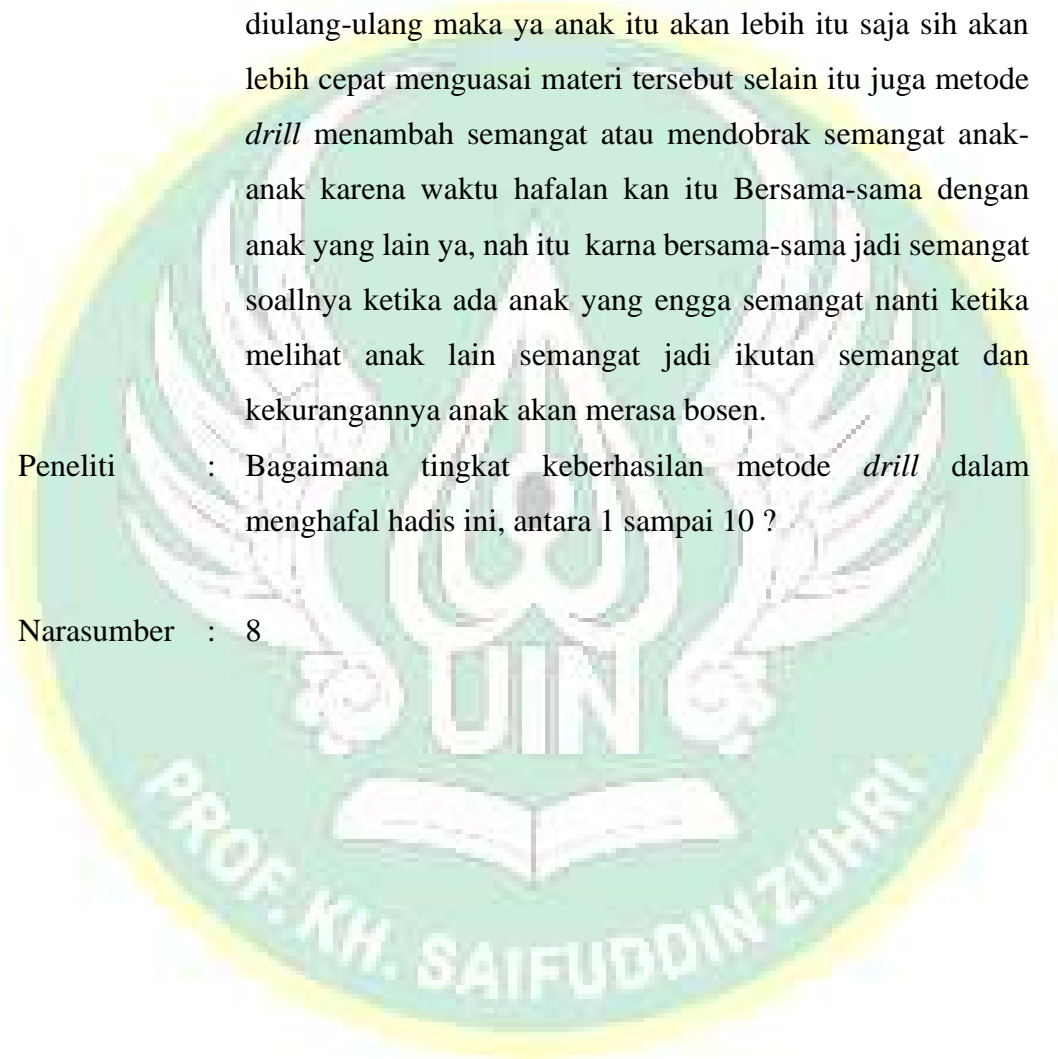 diulang-ulang maka ya anak itu akan lebih itu saja sih akan
lebih cepat menguasai materi tersebut selain itu juga metode
drill menambah semangat atau mendobrak semangat anak-
anak karena waktu hafalan kan itu Bersama-sama dengan
anak yang lain ya, nah itu karna bersama-sama jadi semangat
soallnya ketika ada anak yang engga semangat nanti ketika
melihat anak lain semangat jadi ikutan semangat dan
kekurangannya anak akan merasa bosen.
Peneliti : Bagaimana tingkat keberhasilan metode drill dalam
menghafal hadis ini, antara 1 sampai 10 ?
Narasumber : 8
UIN
PROF. KH. SAIFUDDIN ZUHRI